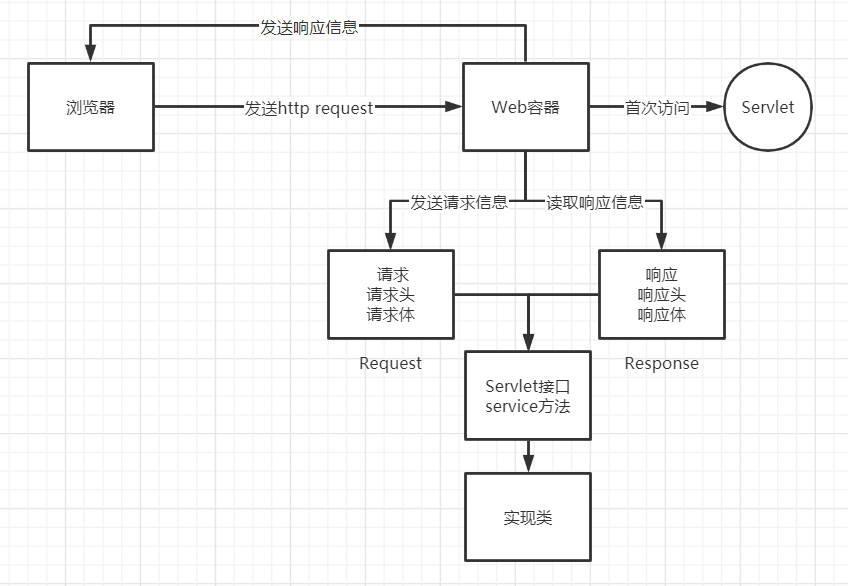 发送响应信息
浏览器
发送http request
Web容器
首次访问
Servlet
发送请求信息
读取响应信息
请求
请求头
请求体
响应
响应头
响应体
Request
Response
Servlet接口
service方法
实现类